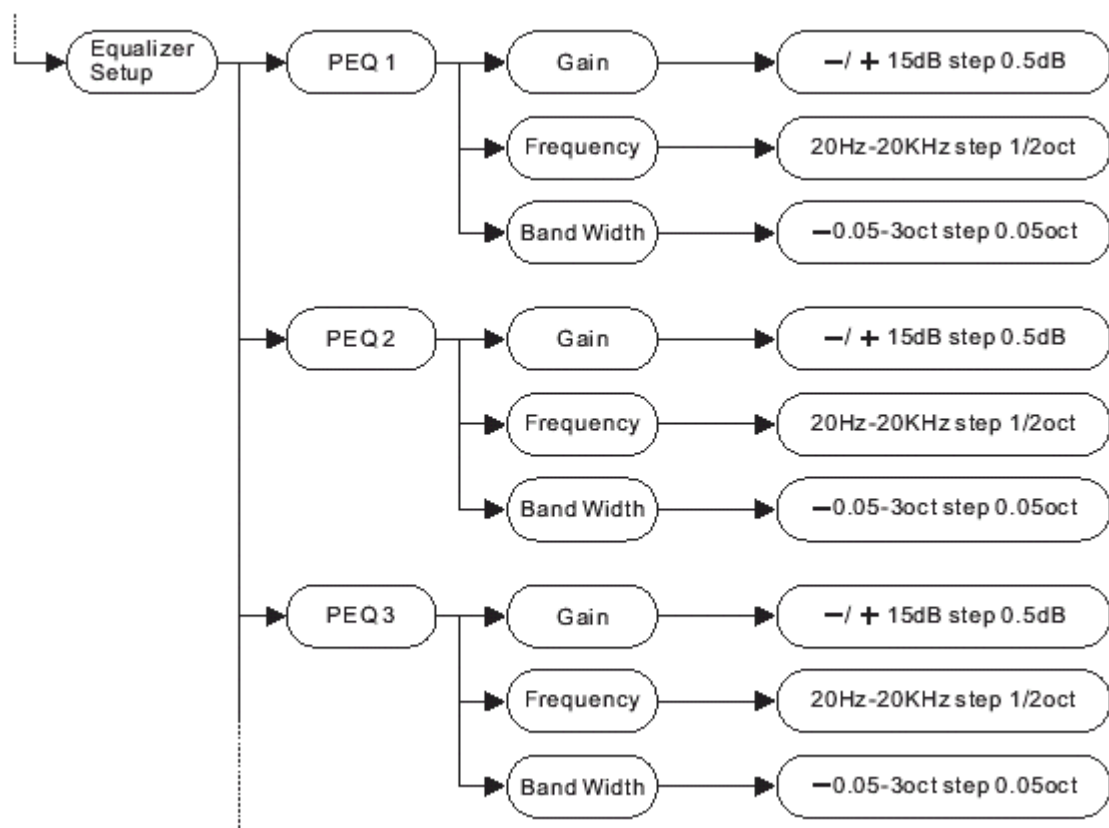 Equalizer
Setup
PEQ 1
Gain
−/ + 15dB step 0.5dB
Frequency
20Hz-20KHz step 1/2oct
Band Width
−0.05-3oct step 0.05oct
PEQ 2
Gain
−/ + 15dB step 0.5dB
Frequency
20Hz-20KHz step 1/2oct
Band Width
−0.05-3oct step 0.05oct
PEQ 3
Gain
−/ + 15dB step 0.5dB
Frequency
20Hz-20KHz step 1/2oct
Band Width
−0.05-3oct step 0.05oct